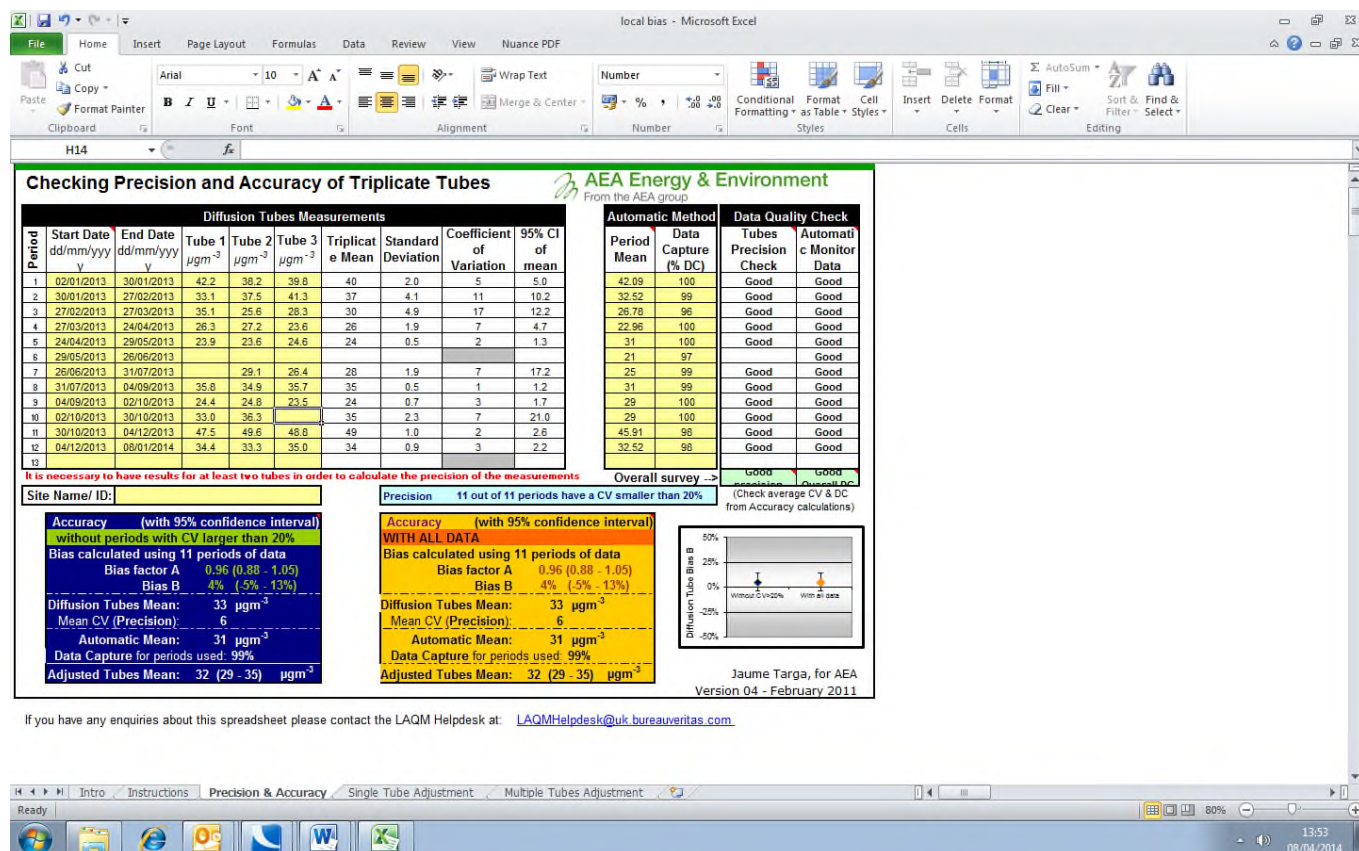 local bias - Microsoft Excel
File Home Insert Page Layout Formulas Data Review View Nuance PDF
Cut
Copy
Format Painter
Paste
Arial 10
Wrap Text
Merge & Center
Number
Conditional Formatting
Format as Table
Cell Styles
Insert Delete Format
AutoSum
Fill
Clear
Sort & Filter
Find & Select
Clipboard Font Alignment Number Styles Cells Editing
H14 fx
Checking Precision and Accuracy of Triplicate Tubes
AEA Energy & Environment
From the AEA group
Diffusion Tubes Measurements Automatic Method Data Quality Check
Period
Start Date dd/mm/yyyy
End Date dd/mm/yyyy
Tube 1 µgm-3
Tube 2 µgm-3
Tube 3 µgm-3
Triplicate Mean
Standard Deviation
Coefficient of Variation
95% CI of mean
Period Mean
Data Capture (% DC)
Tubes Precision Check
Automatic Monitor Data
1 02/01/2013 30/01/2013 42.2 38.2 39.8 40 2.0 5 5.0 42.09 100 Good Good
2 30/01/2013 27/02/2013 33.1 37.5 41.3 37 4.1 11 10.2 32.52 99 Good Good
3 27/02/2013 27/03/2013 35.1 25.6 28.3 30 4.9 17 12.2 26.78 96 Good Good
4 27/03/2013 24/04/2013 26.3 27.2 23.6 26 1.9 7 4.7 22.96 100 Good Good
5 24/04/2013 29/05/2013 23.9 23.6 24.6 24 0.5 2 1.3 31 100 Good Good
6 29/05/2013 26/06/2013 21 97 Good
7 26/06/2013 31/07/2013 29.1 26.4 28 1.9 7 17.2 25 99 Good Good
8 31/07/2013 04/09/2013 35.8 34.9 35.7 35 0.5 1 1.2 31 99 Good Good
9 04/09/2013 02/10/2013 24.4 24.8 23.5 24 0.7 3 1.7 29 100 Good Good
10 02/10/2013 30/10/2013 33.0 36.3 35 2.3 7 21.0 29 100 Good Good
11 30/10/2013 04/12/2013 47.5 49.6 48.8 49 1.0 2 2.6 45.91 98 Good Good
12 04/12/2013 08/01/2014 34.4 33.3 35.0 34 0.9 3 2.2 32.52 98 Good Good
13
It is necessary to have results for at least two tubes in order to calculate the precision of the measurements
Overall survey --> Good precision Good Overall DC
Site Name/ ID:
Precision 11 out of 11 periods have a CV smaller than 20%
(Check average CV & DC from Accuracy calculations)
Accuracy (with 95% confidence interval)
without periods with CV larger than 20%
Bias calculated using 11 periods of data
Bias factor A 0.96 (0.88 - 1.05)
Bias B 4% (-5% - 13%)
Diffusion Tubes Mean: 33 µgm-3
Mean CV (Precision): 6
Automatic Mean: 31 µgm-3
Data Capture for periods used: 99%
Adjusted Tubes Mean: 32 (29 - 35) µgm-3
Accuracy (with 95% confidence interval)
WITH ALL DATA
Bias calculated using 11 periods of data
Bias factor A 0.96 (0.88 - 1.05)
Bias B 4% (-5% - 13%)
Diffusion Tubes Mean: 33 µgm-3
Mean CV (Precision): 6
Automatic Mean: 31 µgm-3
Data Capture for periods used: 99%
Adjusted Tubes Mean: 32 (29 - 35) µgm-3
Diffusion Tube Bias B
50%
25%
0%
-25%
-50%
Without CV>20% With all data
Jaume Targa, for AEA
Version 04 - February 2011
If you have any enquiries about this spreadsheet please contact the LAQM Helpdesk at: LAQMHelpdesk@uk.bureauveritas.com
Intro Instructions Precision & Accuracy Single Tube Adjustment Multiple Tubes Adjustment
Ready 80%
13:53
08/04/2014